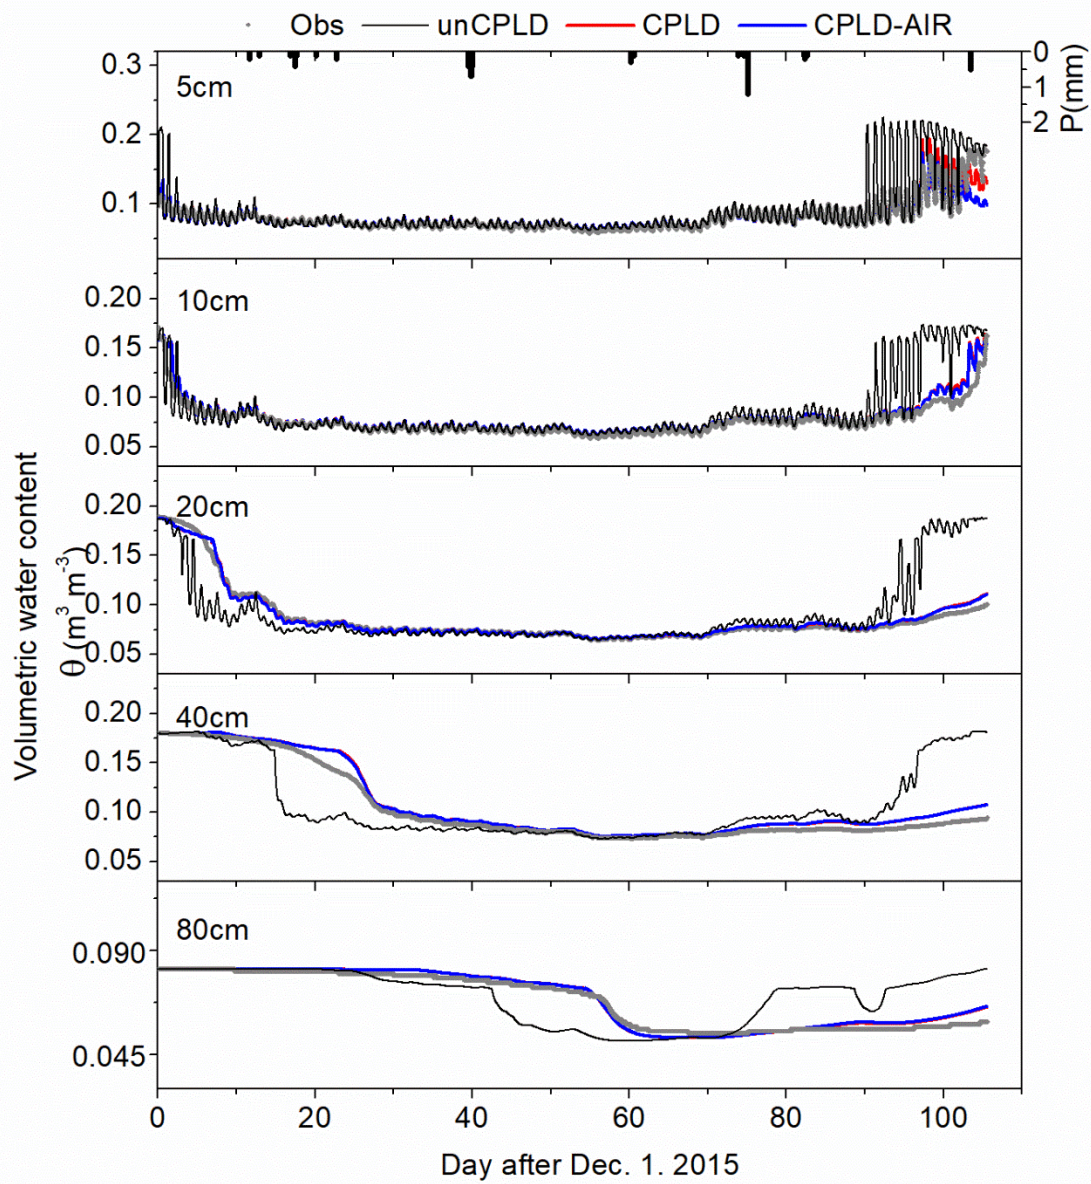 Obs unCPLD CPLD CPLD-AIR
0.3
0.2
0.1
5cm
0
1
2
P(mm)
0.20
0.15
0.10
0.05
10cm
0.20
0.15
0.10
0.05
20cm
0.20
0.15
0.10
0.05
40cm
0.090
0.045
80cm
Volumetric water content
θ (m³ m⁻³)
0 20 40 60 80 100
Day after Dec. 1. 2015